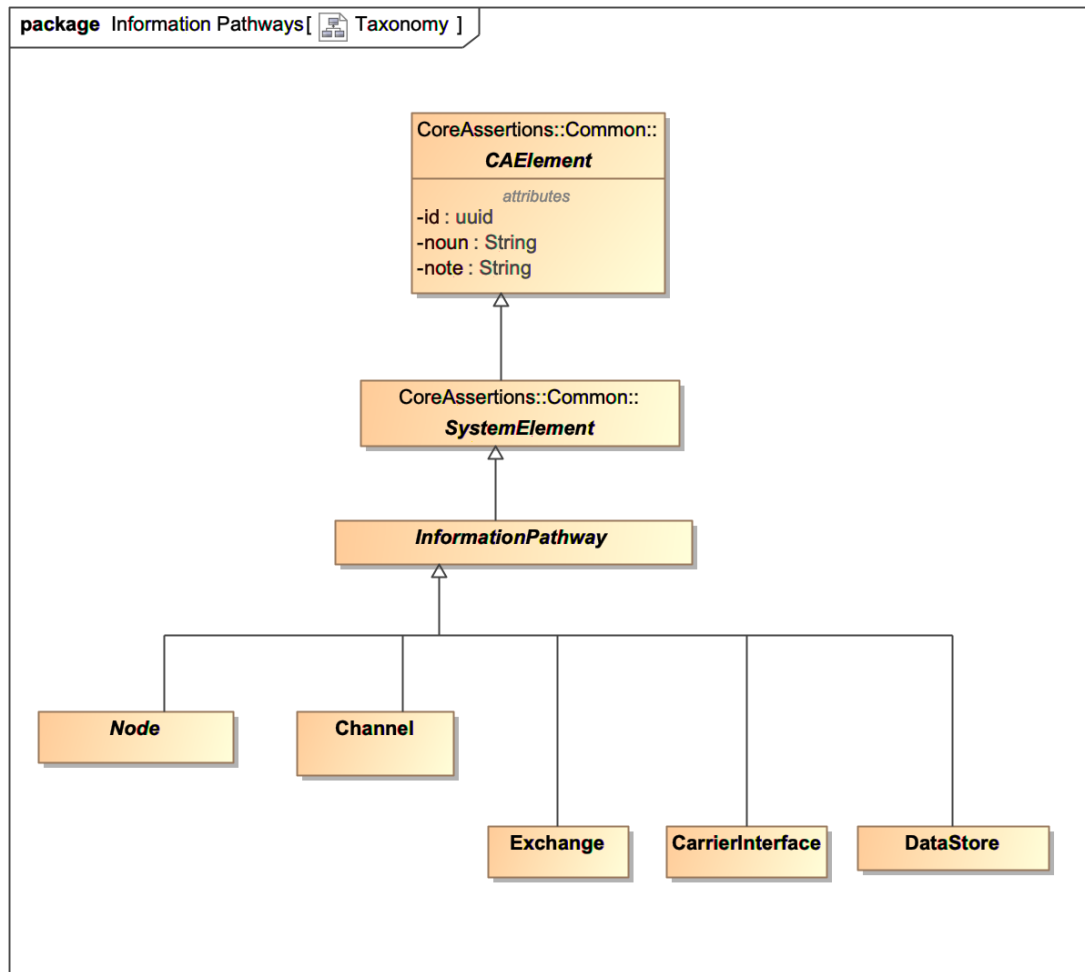 package Information Pathways[ Taxonomy ]
CoreAssertions::Common::
CAElement
attributes
-id : uuid
-noun : String
-note : String
CoreAssertions::Common::
SystemElement
InformationPathway
Node
Channel
Exchange
CarrierInterface
DataStore